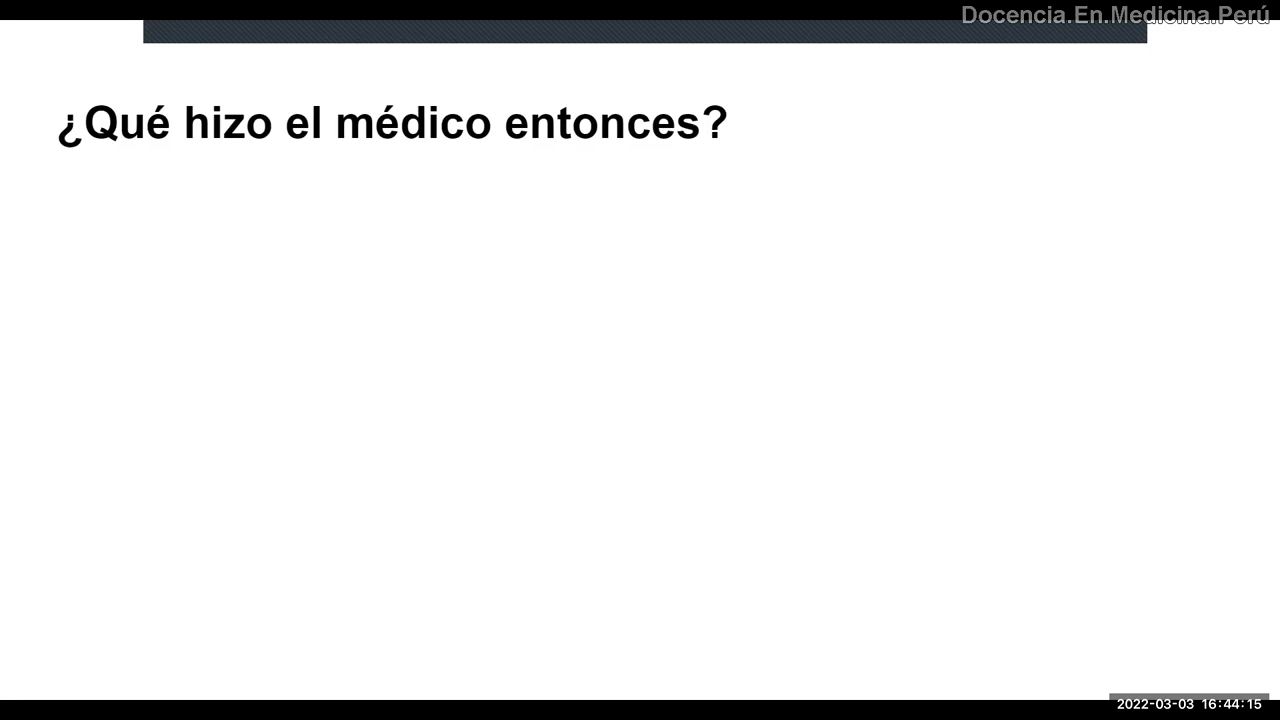 Docencia.En.Medicina.Perú
¿Qué hizo el médico entonces?
2022-03-03 16:44:15